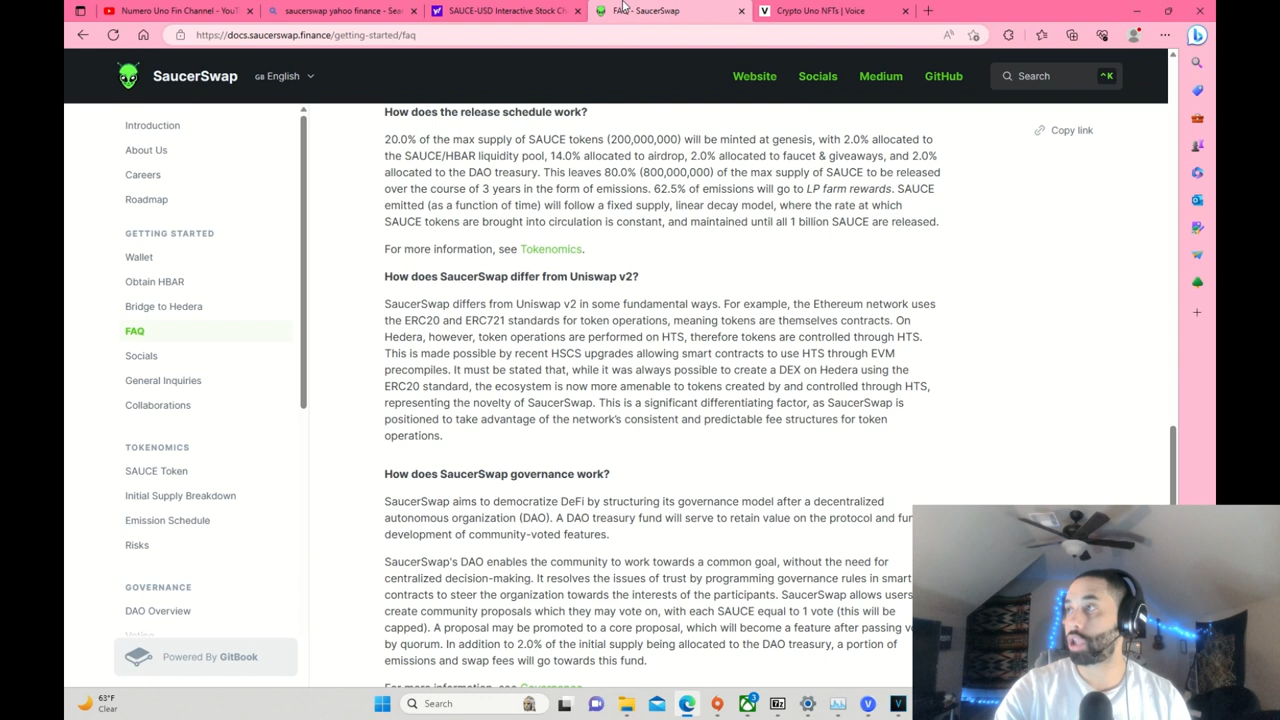 Numero Uno Fin Channel - YouT
saucerswap yahoo finance - Sea
SAUCE-USD Interactive Stock Ch
FAQ - SaucerSwap
Crypto Uno NFTs | Voice
https://docs.saucerswap.finance/getting-started/faq
SaucerSwap
GB English
Website
Socials
Medium
GitHub
Search
^K
Introduction
About Us
Careers
Roadmap
GETTING STARTED
Wallet
Obtain HBAR
Bridge to Hedera
FAQ
Socials
General Inquiries
Collaborations
TOKENOMICS
SAUCE Token
Initial Supply Breakdown
Emission Schedule
Risks
GOVERNANCE
DAO Overview
Voting
Powered By GitBook
How does the release schedule work?
20.0% of the max supply of SAUCE tokens (200,000,000) will be minted at genesis, with 2.0% allocated to
the SAUCE/HBAR liquidity pool, 14.0% allocated to airdrop, 2.0% allocated to faucet & giveaways, and 2.0%
allocated to the DAO treasury. This leaves 80.0% (800,000,000) of the max supply of SAUCE to be released
over the course of 3 years in the form of emissions. 62.5% of emissions will go to LP farm rewards. SAUCE
emitted (as a function of time) will follow a fixed supply, linear decay model, where the rate at which
SAUCE tokens are brought into circulation is constant, and maintained until all 1 billion SAUCE are released.
For more information, see Tokenomics.
How does SaucerSwap differ from Uniswap v2?
SaucerSwap differs from Uniswap v2 in some fundamental ways. For example, the Ethereum network uses
the ERC20 and ERC721 standards for token operations, meaning tokens are themselves contracts. On
Hedera, however, token operations are performed on HTS, therefore tokens are controlled through HTS.
This is made possible by recent HSCS upgrades allowing smart contracts to use HTS through EVM
precompiles. It must be stated that, while it was always possible to create a DEX on Hedera using the
ERC20 standard, the ecosystem is now more amenable to tokens created by and controlled through HTS,
representing the novelty of SaucerSwap. This is a significant differentiating factor, as SaucerSwap is
positioned to take advantage of the network's consistent and predictable fee structures for token
operations.
How does SaucerSwap governance work?
SaucerSwap aims to democratize DeFi by structuring its governance model after a decentralized
autonomous organization (DAO). A DAO treasury fund will serve to retain value on the protocol and fun
development of community-voted features.
SaucerSwap's DAO enables the community to work towards a common goal, without the need for
centralized decision-making. It resolves the issues of trust by programming governance rules in smart
contracts to steer the organization towards the interests of the participants. SaucerSwap allows users
create community proposals which they may vote on, with each SAUCE equal to 1 vote (this will be
capped). A proposal may be promoted to a core proposal, which will become a feature after passing vo
by quorum. In addition to 2.0% of the initial supply being allocated to the DAO treasury, a portion of
emissions and swap fees will go towards this fund.
For more information, see Governance.
Copy link
63°F
Clear
Search
3